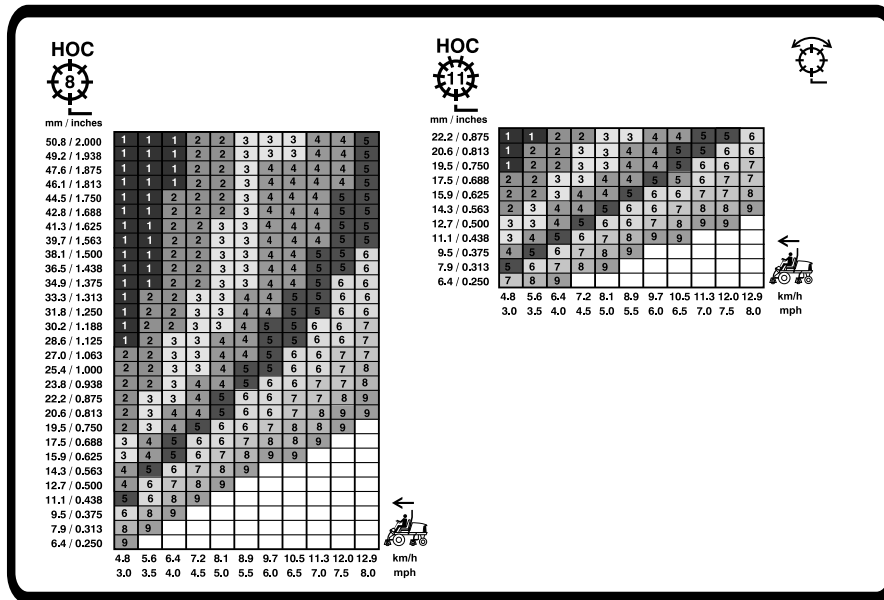 HOC
8
mm / inches
50.8 / 2.000 1 1 1 2 2 3 3 3 4 4 5
49.2 / 1.938 1 1 1 2 2 3 3 3 4 4 5
47.6 / 1.875 1 1 1 2 2 3 4 4 4 4 5
46.1 / 1.813 1 1 1 2 2 3 4 4 4 4 5
44.5 / 1.750 1 1 2 2 2 3 4 4 4 5 5
42.8 / 1.688 1 1 2 2 2 3 4 4 4 5 5
41.3 / 1.625 1 1 2 2 3 3 4 4 4 5 5
39.7 / 1.563 1 1 2 2 3 3 4 4 4 5 5
38.1 / 1.500 1 1 2 2 3 3 4 4 5 5 6
36.5 / 1.438 1 1 2 2 3 3 4 4 5 5 6
34.9 / 1.375 1 1 2 2 3 3 4 4 5 6 6
33.3 / 1.313 1 2 2 3 3 4 4 5 5 6 6
31.8 / 1.250 1 2 2 3 3 4 4 5 5 6 6
30.2 / 1.188 1 2 2 3 3 4 5 5 6 6 7
28.6 / 1.125 1 2 3 3 4 4 5 5 6 6 7
27.0 / 1.063 2 2 3 3 4 4 5 6 6 7 7
25.4 / 1.000 2 2 3 3 4 5 5 6 6 7 8
23.8 / 0.938 2 2 3 4 4 5 6 6 7 7 8
22.2 / 0.875 2 3 3 4 5 6 6 7 7 8 9
20.6 / 0.813 2 3 4 4 5 6 6 7 8 9 9
19.5 / 0.750 2 3 4 5 6 6 7 7 8 9
17.5 / 0.688 3 4 5 6 6 7 8 8 9
15.9 / 0.625 3 4 5 6 7 8 9 9
14.3 / 0.563 4 5 6 7 8 9
12.7 / 0.500 4 6 7 8 9
11.1 / 0.438 5 6 8 9
9.5 / 0.375 6 8 9
7.9 / 0.313 8 9
6.4 / 0.250 9
4.8 5.6 6.4 7.2 8.1 8.9 9.7 10.5 11.3 12.0 12.9 km/h
3.0 3.5 4.0 4.5 5.0 5.5 6.0 6.5 7.0 7.5 8.0 mph
HOC
11
mm / inches
22.2 / 0.875 1 1 2 2 3 3 4 4 5 5 6
20.6 / 0.813 1 2 2 3 3 4 4 5 5 6 6
19.5 / 0.750 1 2 2 3 3 4 4 5 6 6 7
17.5 / 0.688 2 2 3 3 4 4 5 5 6 7 7
15.9 / 0.625 2 2 3 4 4 5 6 6 7 7 8
14.3 / 0.563 2 3 4 4 5 6 6 7 8 8 9
12.7 / 0.500 3 3 4 5 6 6 7 8 9 9
11.1 / 0.438 3 4 5 6 7 8 9 9
9.5 / 0.375 4 5 6 7 8 9
7.9 / 0.313 5 6 7 8 9
6.4 / 0.250 7 8 9
4.8 5.6 6.4 7.2 8.1 8.9 9.7 10.5 11.3 12.0 12.9 km/h
3.0 3.5 4.0 4.5 5.0 5.5 6.0 6.5 7.0 7.5 8.0 mph